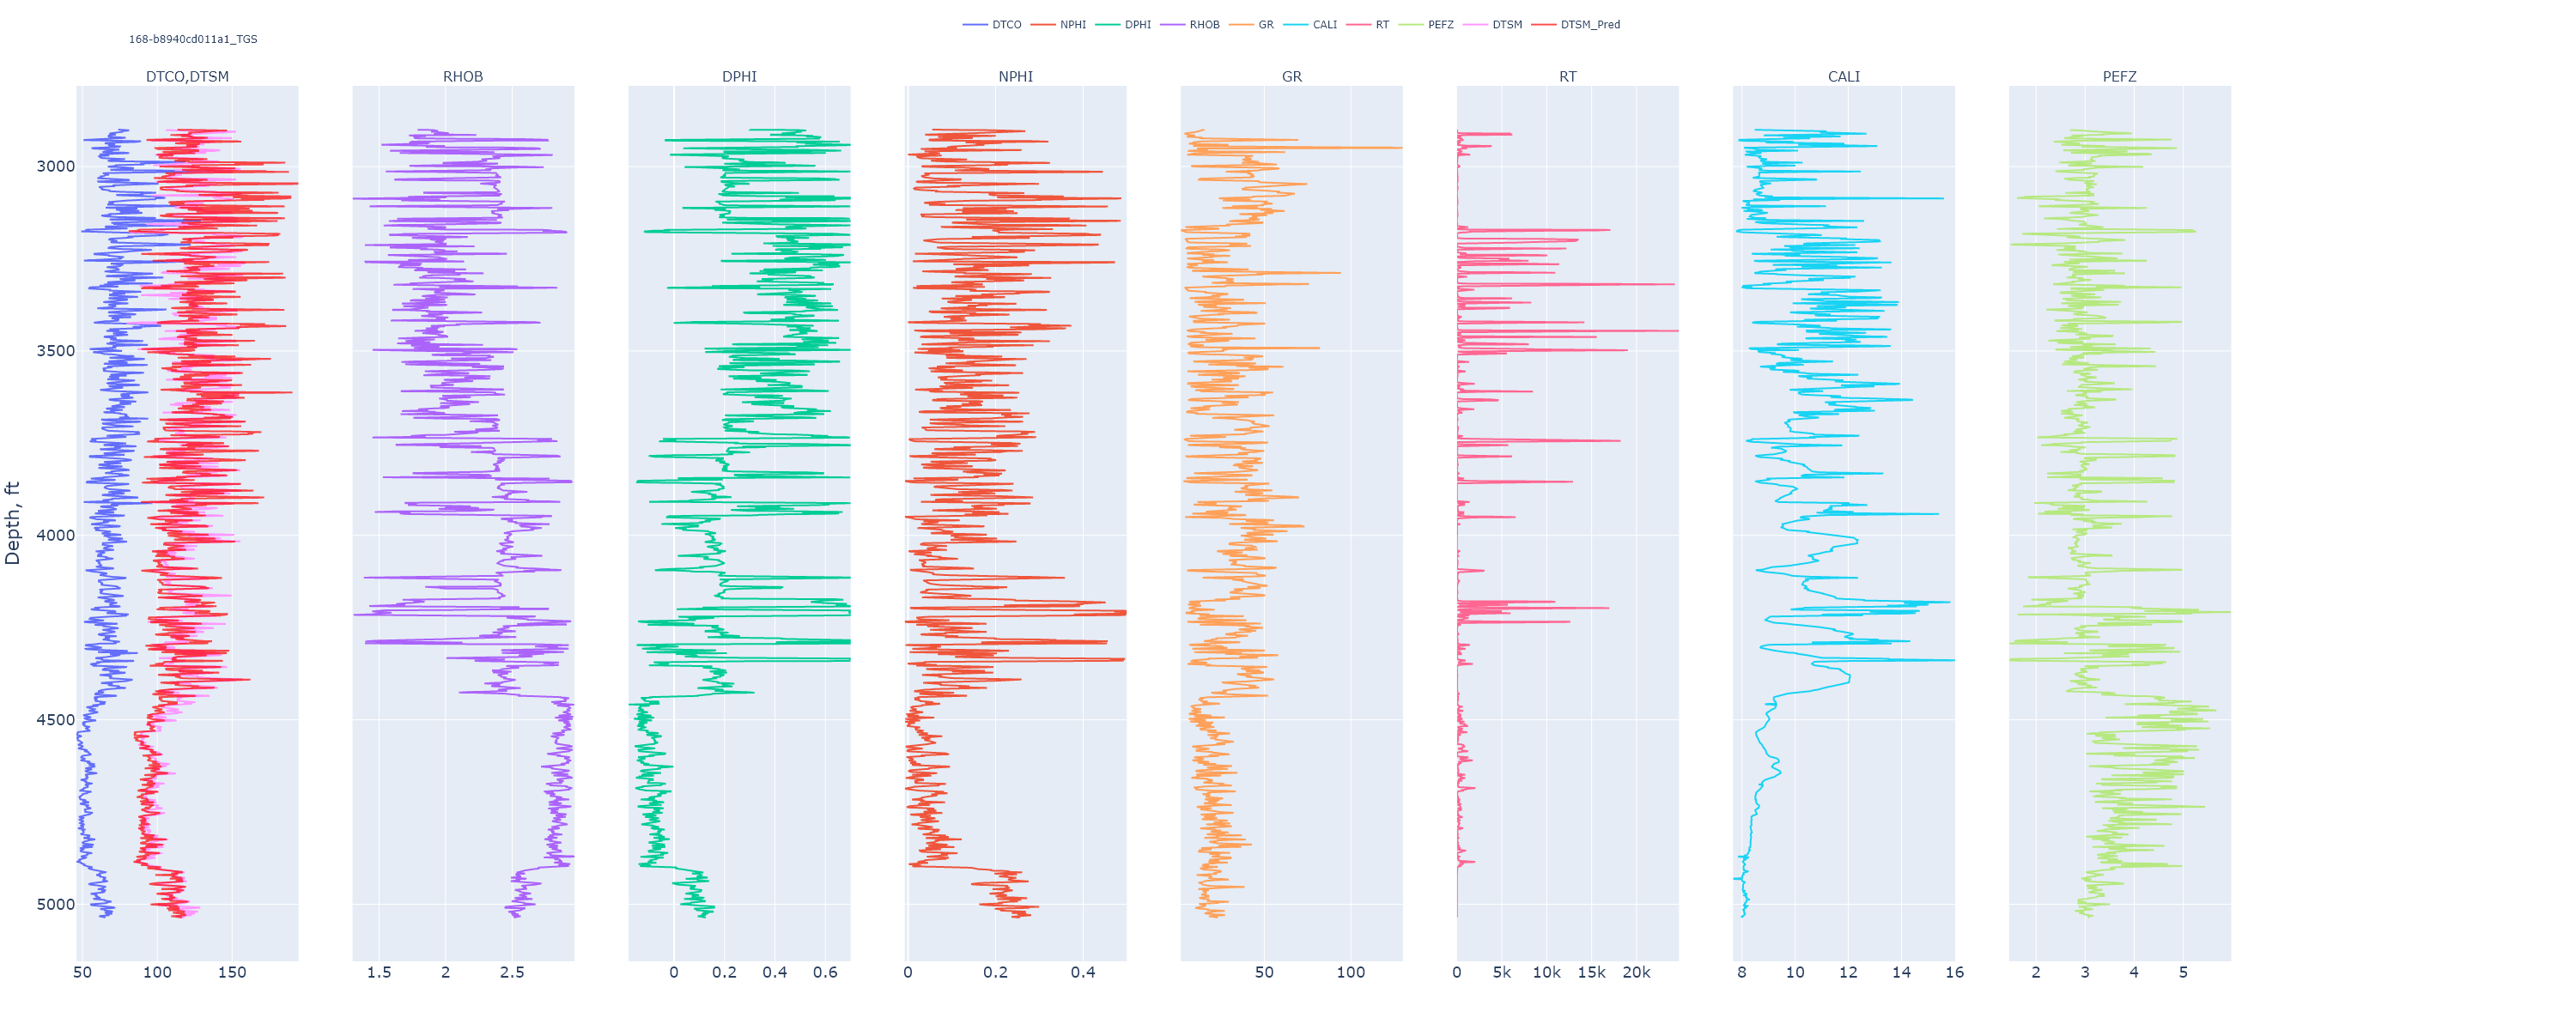 DTCO NPHI DPHI RHOB GR CALI RT PEFZ DTSM DTSM_Pred
168-b8940cd011a1_TGS
DTCO,DTSM RHOB DPHI NPHI GR RT CALI PEFZ
Depth, ft
3000
3500
4000
4500
5000
50 100 150 1.5 2 2.5 0 0.2 0.4 0.6 0 0.2 0.4 50 100 0 5k 10k 15k 20k 8 10 12 14 16 2 3 4 5